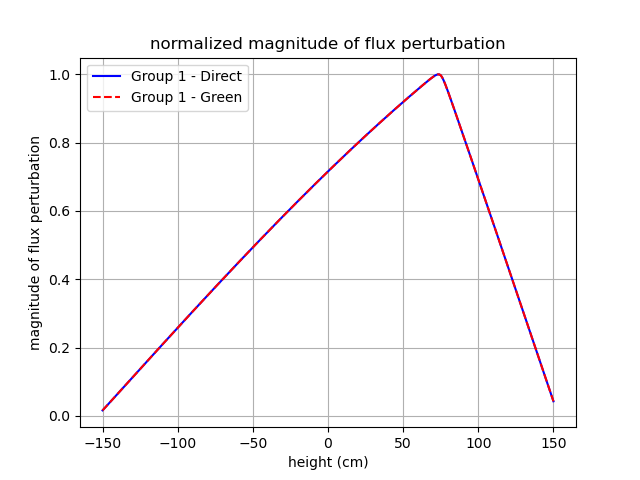 normalized magnitude of flux perturbation
Group 1 - Direct
Group 1 - Green
magnitude of flux perturbation
1.0
0.8
0.6
0.4
0.2
0.0
−150 −100 −50 0 50 100 150
height (cm)